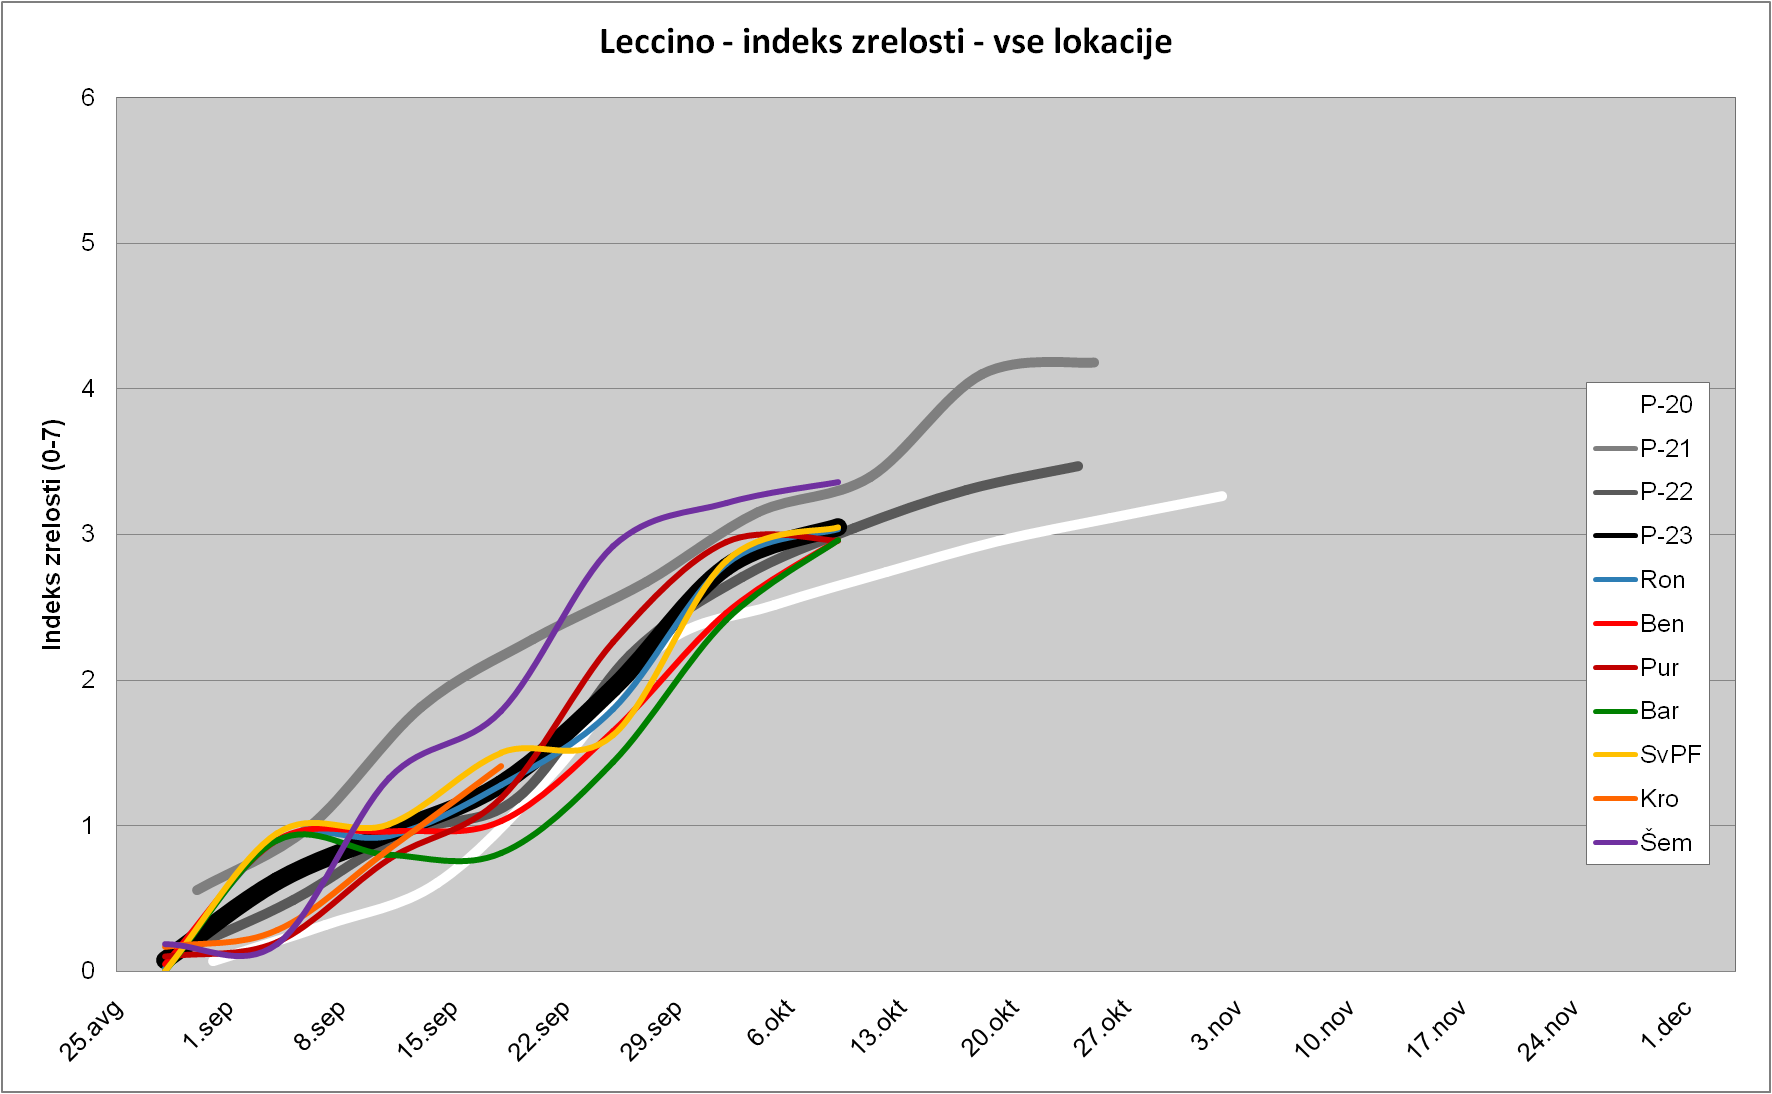 Leccino - indeks zrelosti - vse lokacije
Indeks zrelosti (0-7)
6
5
4
3
2
1
0
25.avg
1.sep
8.sep
15.sep
22.sep
29.sep
6.okt
13.okt
20.okt
27.okt
3.nov
10.nov
17.nov
24.nov
1.dec
P-20
P-21
P-22
P-23
Ron
Ben
Pur
Bar
SvPF
Kro
Šem